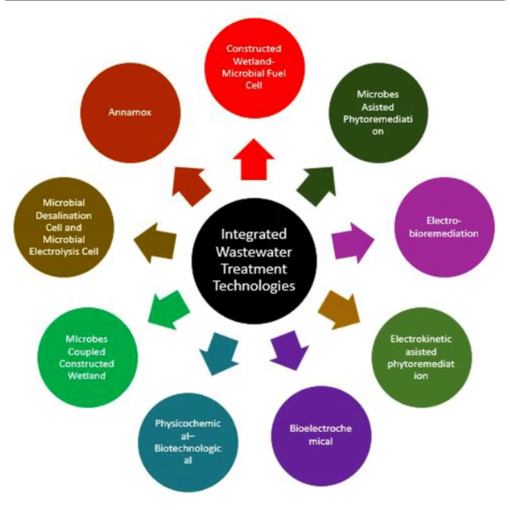 Constructed
Wetland-
Microbial Fuel
Cell
Microbes
Asisted
Phytoremediati
on
Electro-
bioremediation
Electrokinetic
asisted
phytoremediat
ion
Bioelectroche
mical
Physicochemic
al–
Biotechnologic
al
Microbes
Coupled
Constructed
Wetland
Microbial
Desalination
Cell and
Microbial
Electrolysis Cell
Annamox
Integrated
Wastewater
Treatment
Technologies